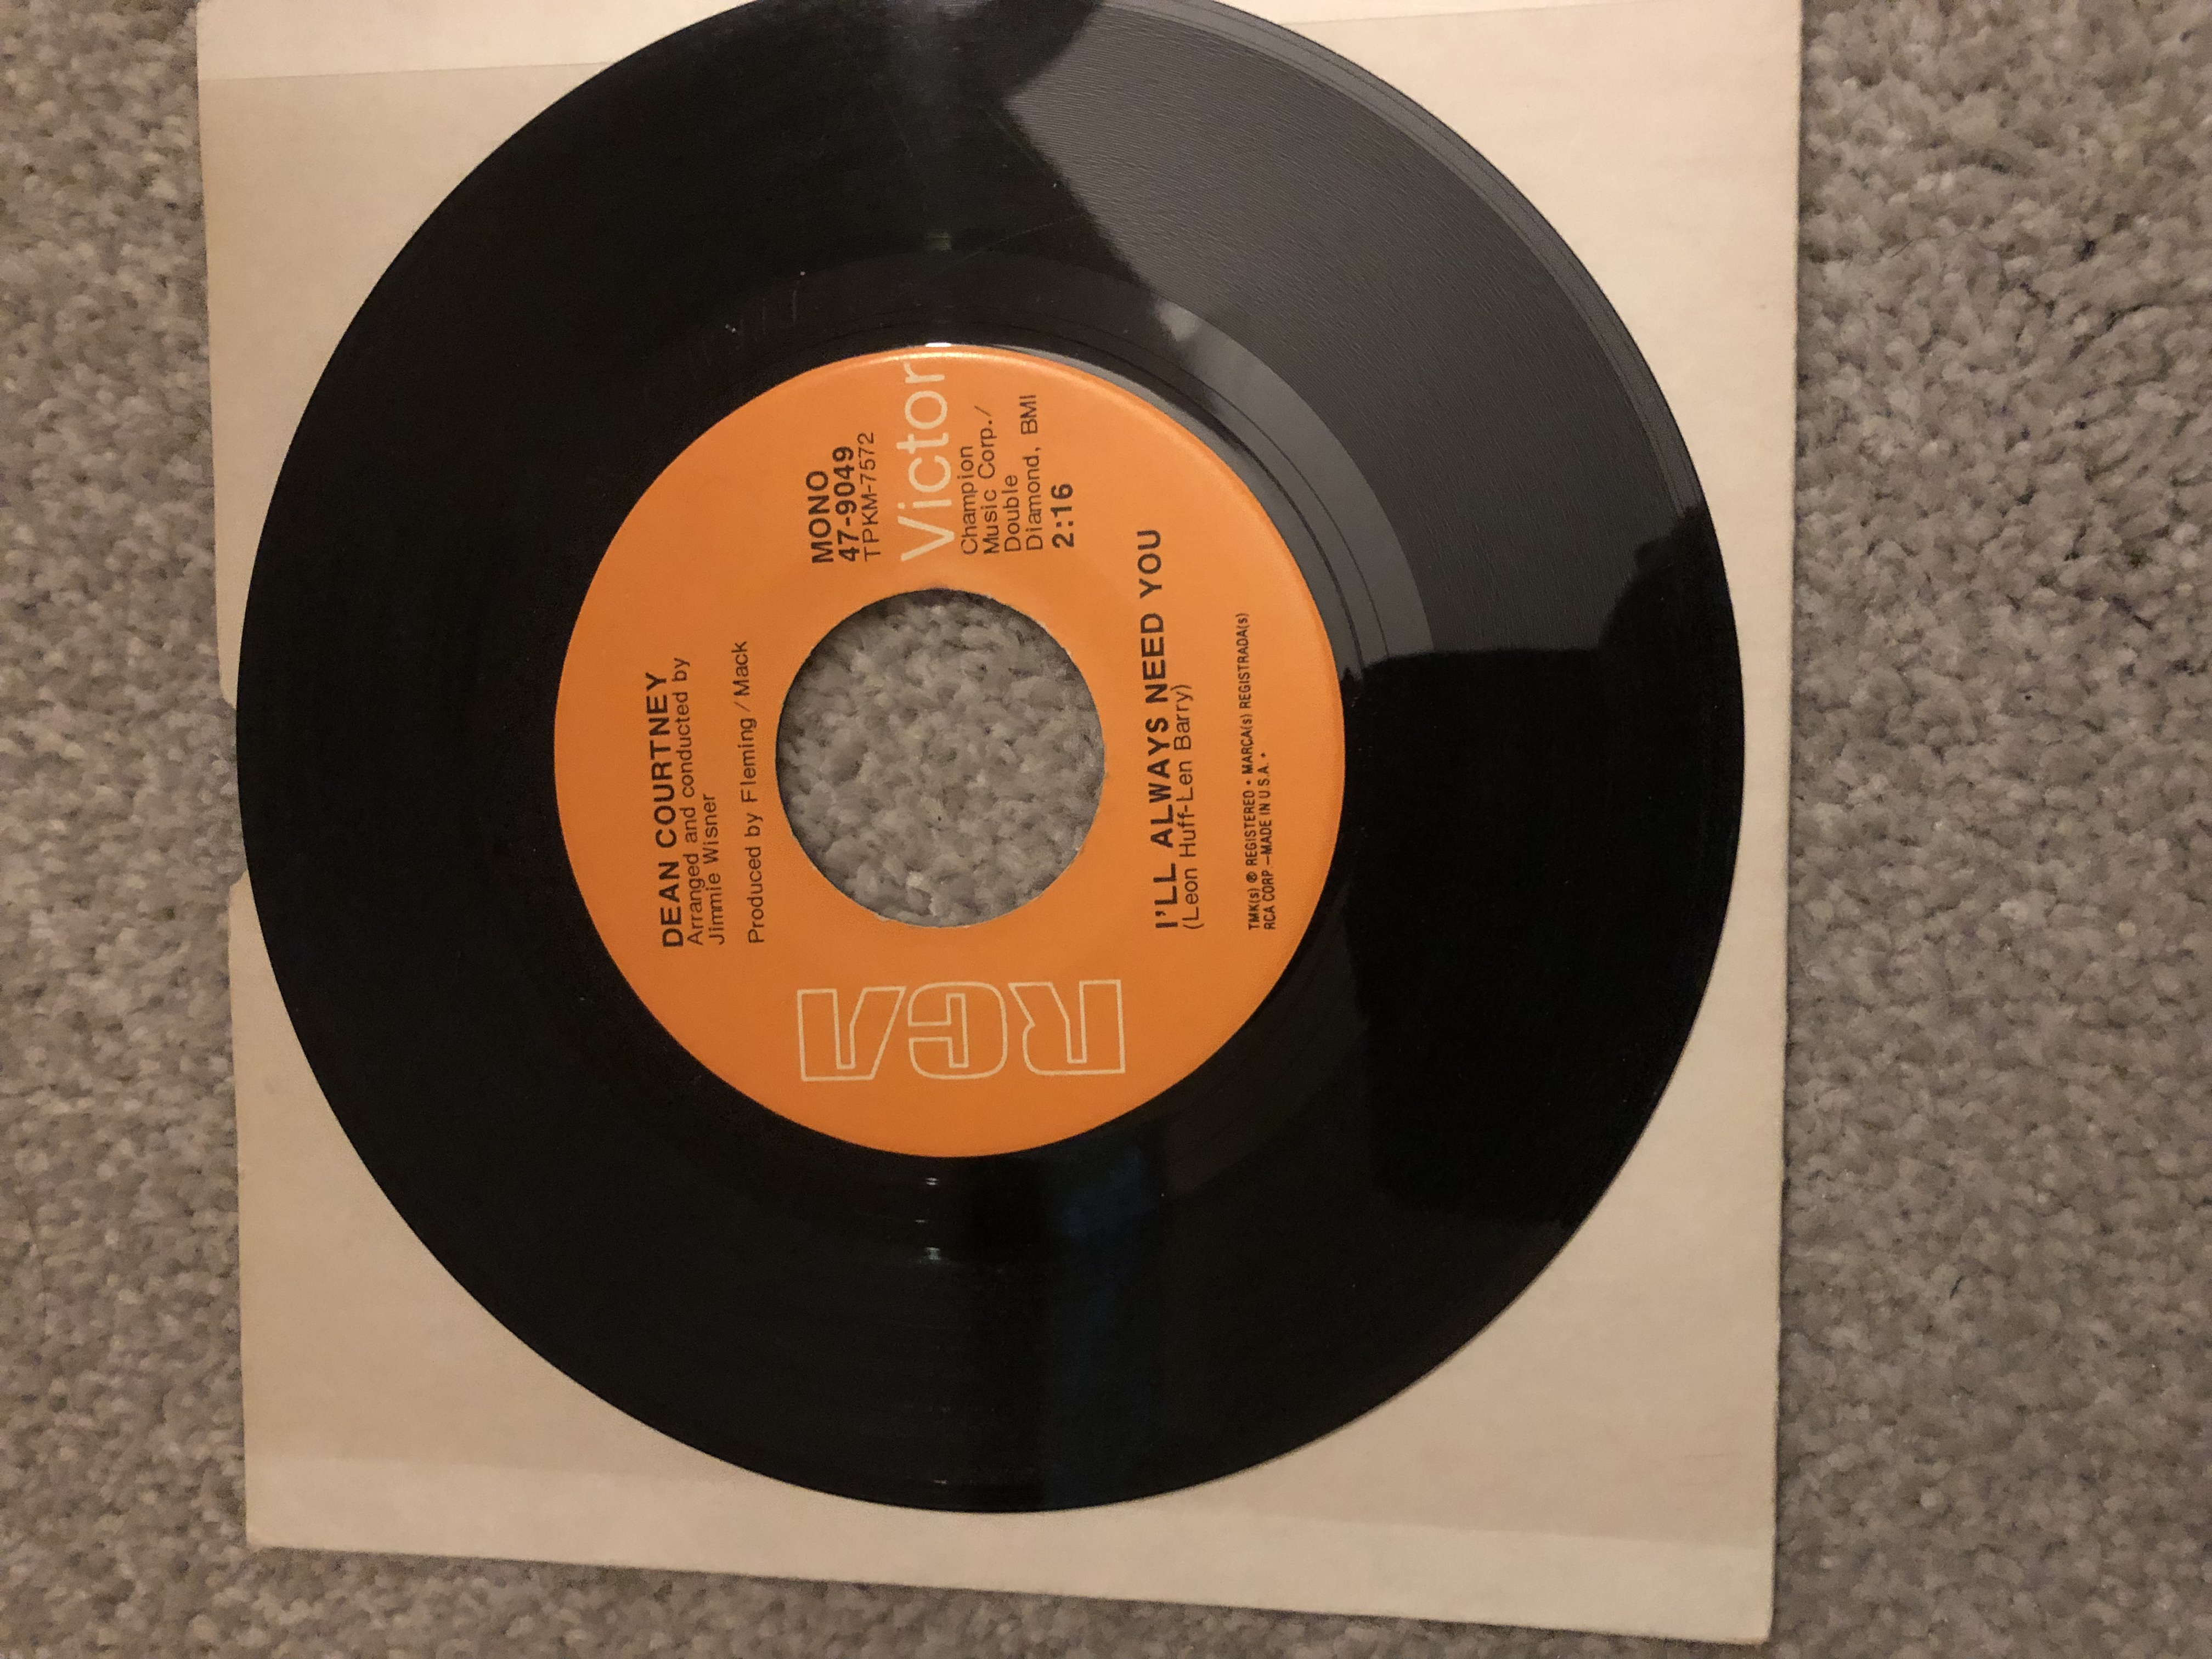 DEAN COURTNEY
Arranged and conducted by
Jimmie Wisner
Produced by Fleming/Mack
RCA
MONO
47-9049
TPKM-7572
Victor
Champion
Music Corp./
Double
Diamond, BMI
2:16
I'LL ALWAYS NEED YOU
(Leon Huff-Len Barry)
TMK(s) ® REGISTERED • MARCA(s) REGISTRADA(s)
RCA CORP —MADE IN U.S.A. •